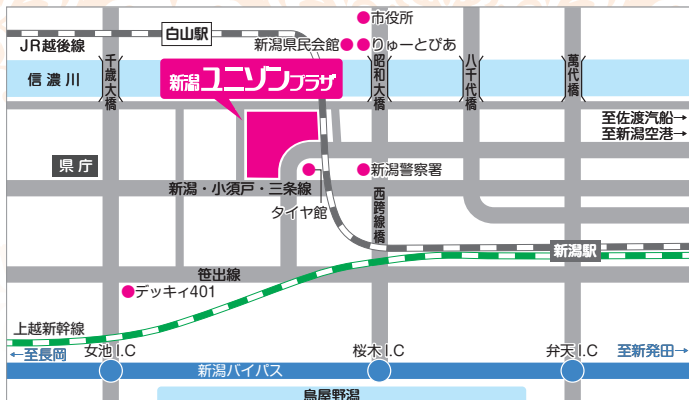 市役所
白山駅
JR越後線
新潟県民会館
りゅーとぴあ
信濃川
千歳大橋
新潟ユニゾンプラザ
昭和大橋
八千代橋
萬代橋
至佐渡汽船→
至新潟空港→
県庁
新潟警察署
新潟・小須戸・三条線
タイヤ館
西跨線橋
新潟駅
笹出線
デッキィ401
上越新幹線
←至長岡
女池I.C
桜木I.C
弁天I.C
至新発田→
新潟バイパス
鳥屋野潟